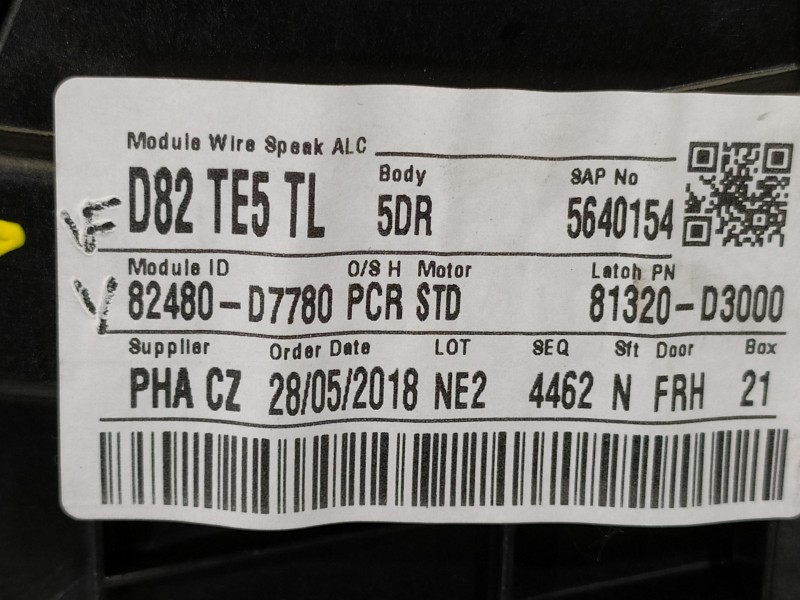 Module Wire Speak ALC
Body SAP No
D82 TE5 TL 5DR 5640154
Module ID O/S H Motor Latch PN
82480-D7780 PCR STD 81320-D3000
Supplier Order Date LOT SEQ Sft Door Box
PHA CZ 28/05/2018 NE2 4462 N FRH 21